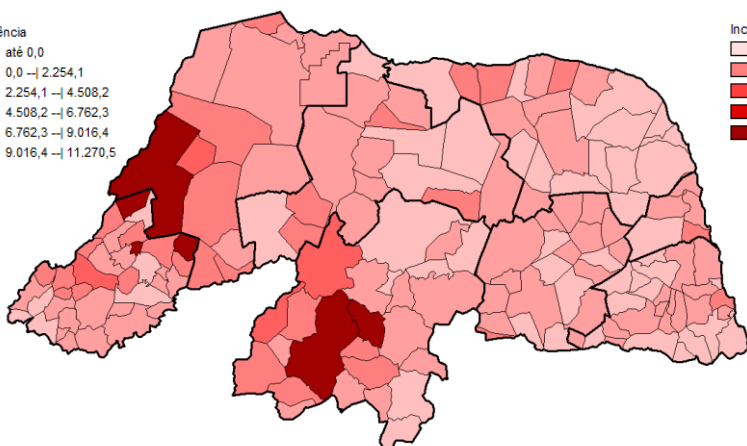 ência
até 0,0
0,0 --| 2.254,1
2.254,1 --| 4.508,2
4.508,2 --| 6.762,3
6.762,3 --| 9.016,4
9.016,4 --| 11.270,5
Inc